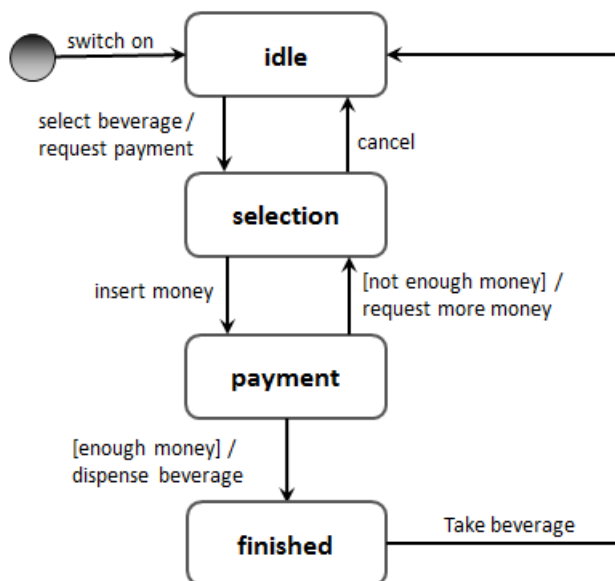 switch on
idle
select beverage /
request payment
cancel
selection
insert money
[not enough money] /
request more money
payment
[enough money] /
dispense beverage
finished
Take beverage